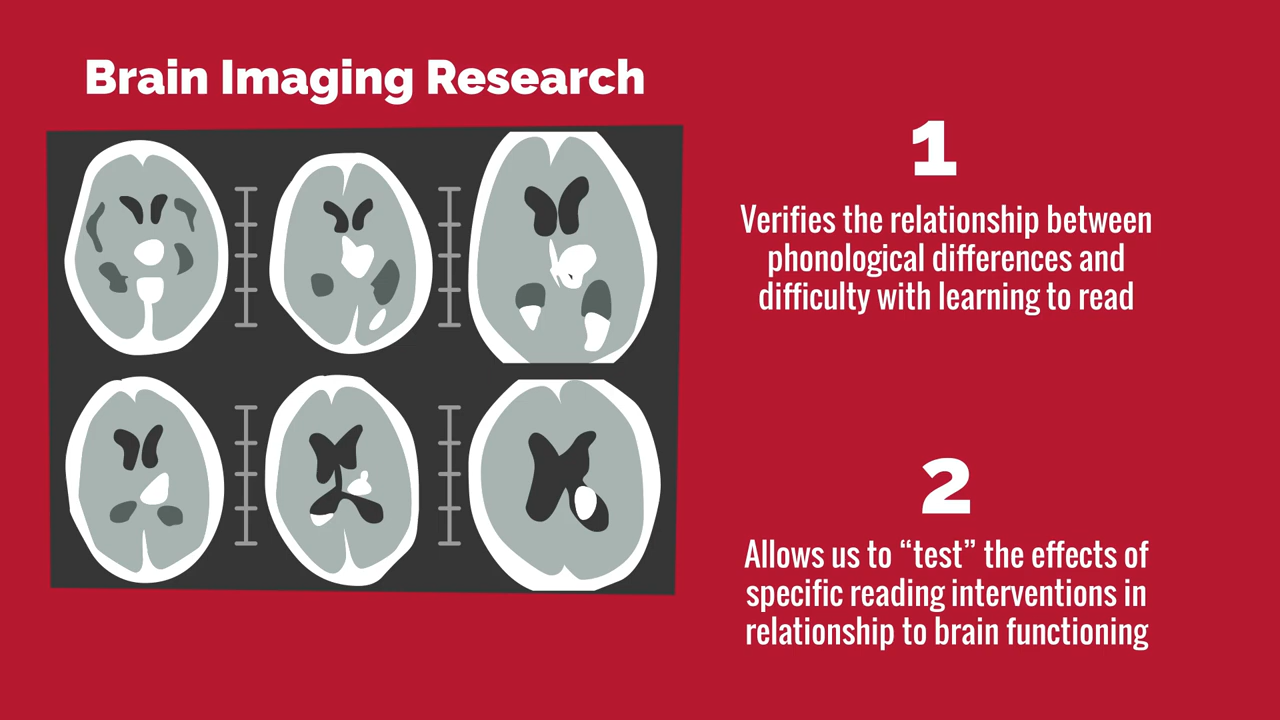 Brain Imaging Research
1
Verifies the relationship between
phonological differences and
difficulty with learning to read
2
Allows us to “test” the effects of
specific reading interventions in
relationship to brain functioning